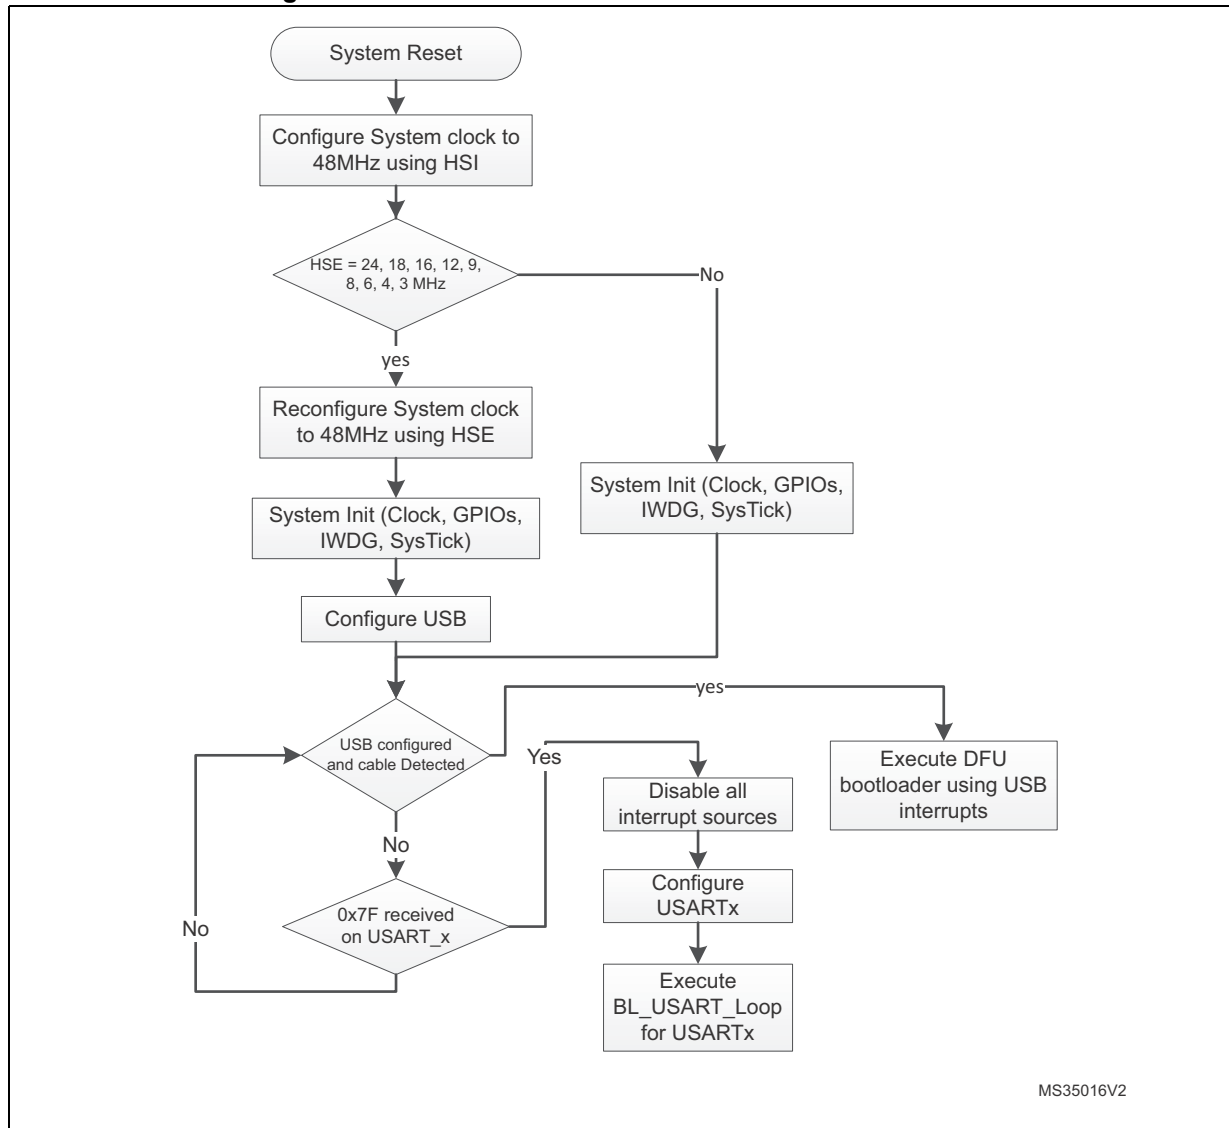 System Reset
Configure System clock to
48MHz using HSI
HSE = 24, 18, 16, 12, 9,
8, 6, 4, 3 MHz
No
yes
Reconfigure System clock
to 48MHz using HSE
System Init (Clock, GPIOs,
IWDG, SysTick)
System Init (Clock, GPIOs,
IWDG, SysTick)
Configure USB
yes
USB configured
and cable Detected
Yes
Execute DFU
bootloader using USB
interrupts
Disable all
interrupt sources
No
Configure
USARTx
0x7F received
on USART_x
No
Execute
BL_USART_Loop
for USARTx
MS35016V2